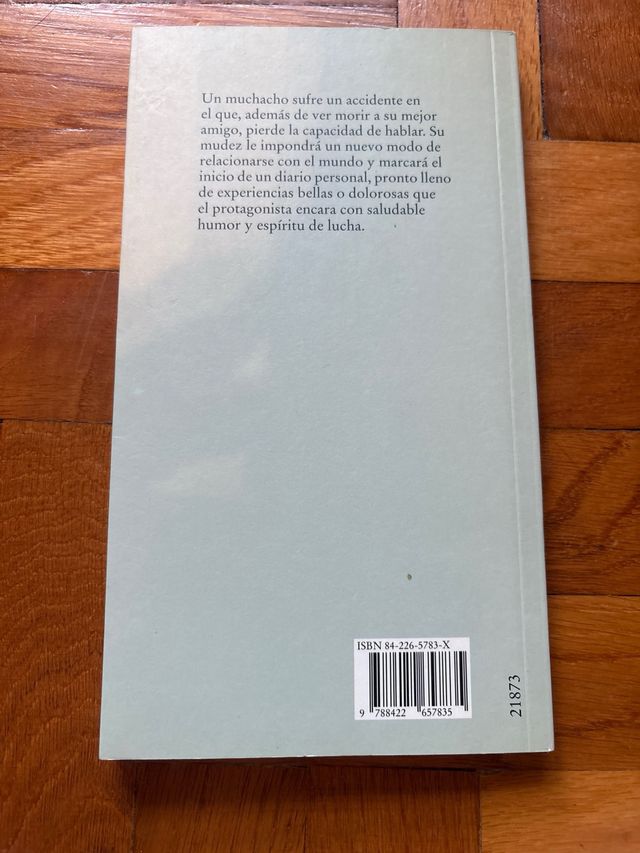 Un muchacho sufre un accidente en
el que, además de ver morir a su mejor
amigo, pierde la capacidad de hablar. Su
mudez le impondrá un nuevo modo de
relacionarse con el mundo y marcará el
inicio de un diario personal, pronto lleno
de experiencias bellas o dolorosas que
el protagonista encara con saludable
humor y espíritu de lucha.
ISBN 84-226-5783-X
9 788422 657835
21873